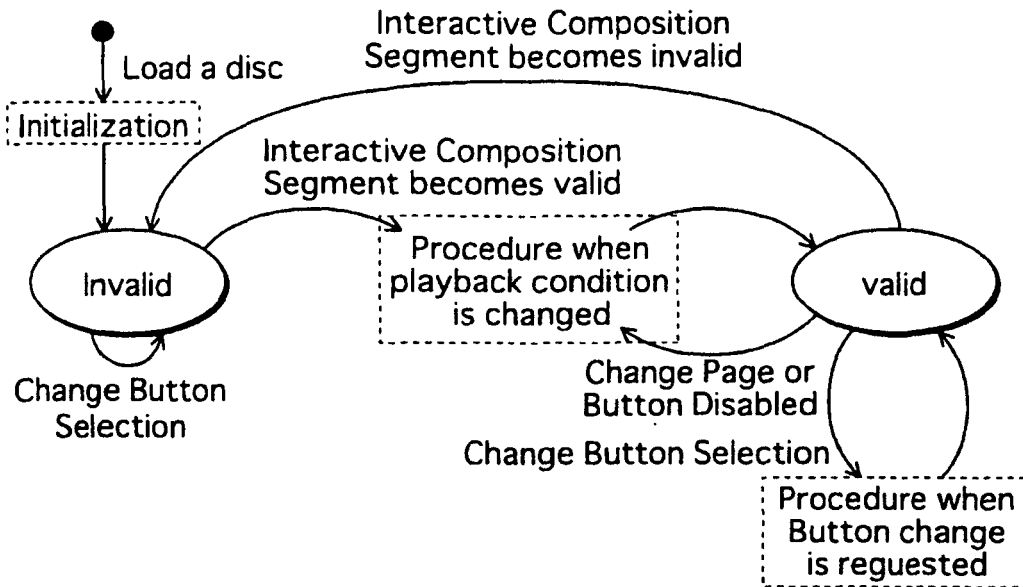 Interactive Composition
Segment becomes invalid
Load a disc
Initialization
Interactive Composition
Segment becomes valid
Procedure when
playback condition
is changed
Invalid
valid
Change Button
Selection
Change Page or
Button Disabled
Change Button Selection
Procedure when
Button change
is reguested